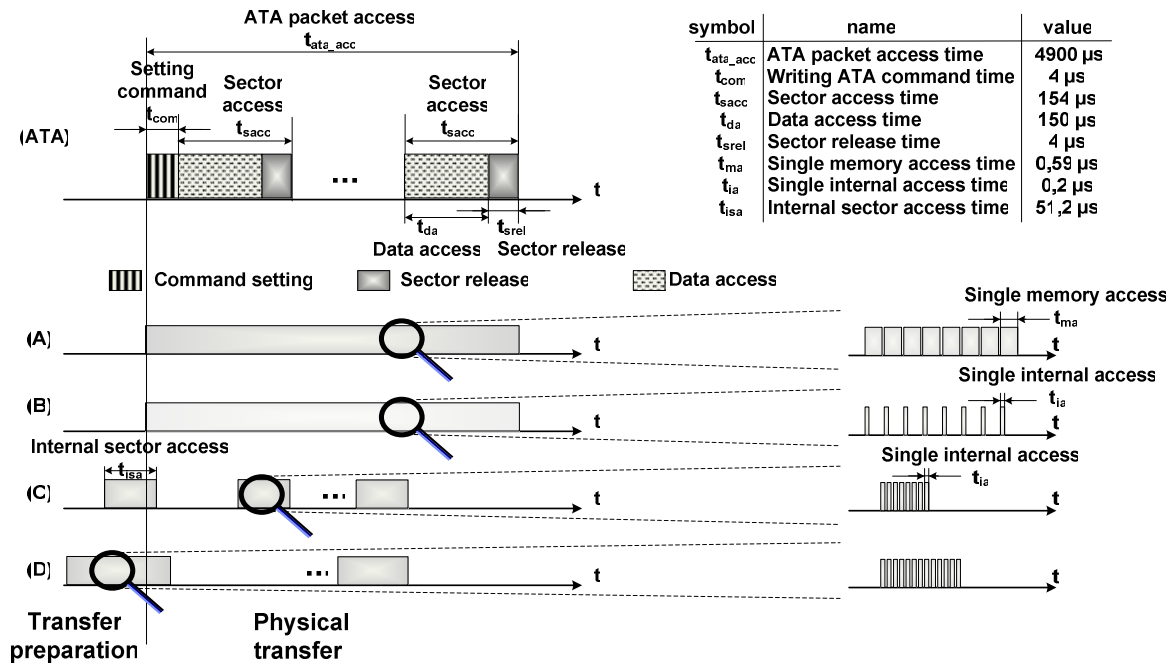 ATA packet access
t_ata_acc
Setting
command
t_com
Sector
access
t_sacc
Sector
access
t_sacc
(ATA)
...
t
t_da
t_srel
Data access
Sector release
Command setting
Sector release
Data access
symbol name value
t_ata_acc ATA packet access time 4900 µs
t_com Writing ATA command time 4 µs
t_sacc Sector access time 154 µs
t_da Data access time 150 µs
t_srel Sector release time 4 µs
t_ma Single memory access time 0,59 µs
t_ia Single internal access time 0,2 µs
t_isa Internal sector access time 51,2 µs
(A)
t
Single memory access
t_ma
t
(B)
t
Single internal access
t_ia
t
Internal sector access
t_isa
(C)
...
t
Single internal access
t_ia
t
(D)
...
t
t
Transfer
preparation
Physical
transfer